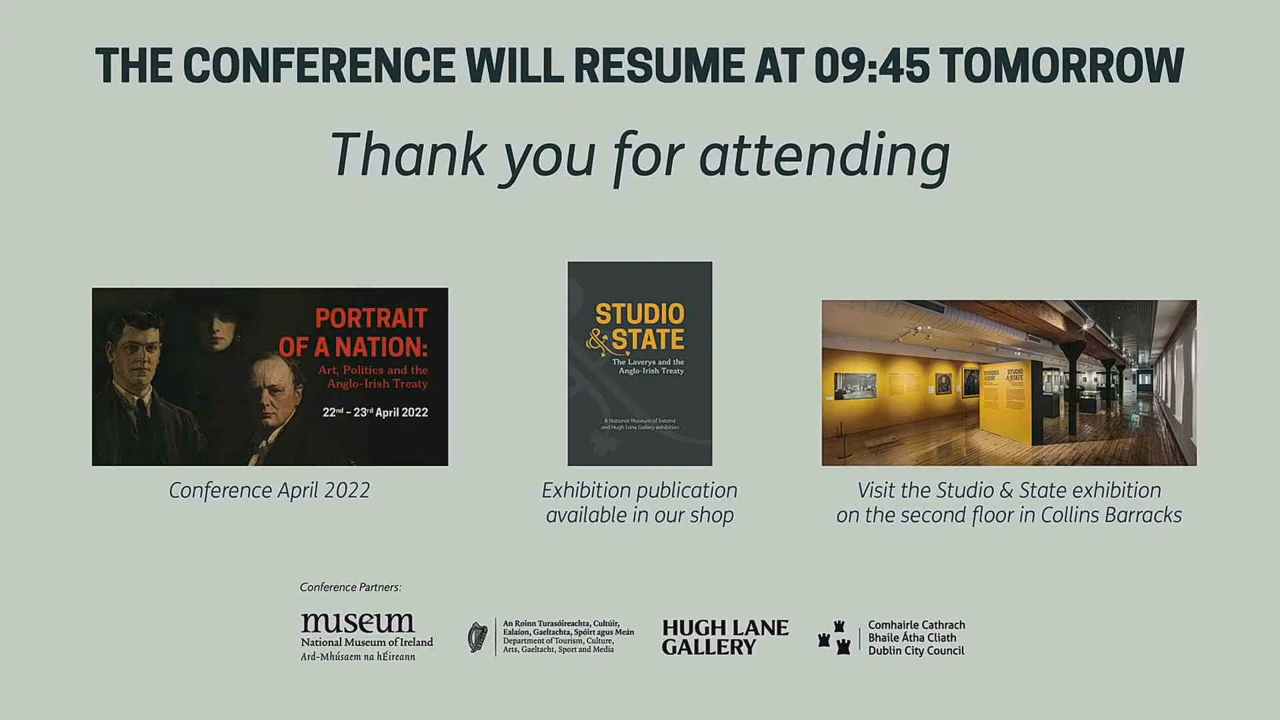 THE CONFERENCE WILL RESUME AT 09:45 TOMORROW
Thank you for attending
PORTRAIT
OF A NATION:
Art, Politics and the
Anglo-Irish Treaty
22nd – 23rd April 2022
Conference April 2022
STUDIO
& STATE
The Laverys and the
Anglo-Irish Treaty
A National Museum of Ireland
and Hugh Lane Gallery exhibition
Exhibition publication
available in our shop
STUDIO
& STATE
Visit the Studio & State exhibition
on the second floor in Collins Barracks
Conference Partners:
museum
National Museum of Ireland
Ard-Mhúsaem na hÉireann
An Roinn Turasóireachta, Cultúir,
Ealaíon, Gaeltachta, Spóirt agus Meán
Department of Tourism, Culture,
Arts, Gaeltacht, Sport and Media
HUGH LANE
GALLERY
Comhairle Cathrach
Bhaile Átha Cliath
Dublin City Council